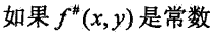 如果 f^#(x, y) 是常数